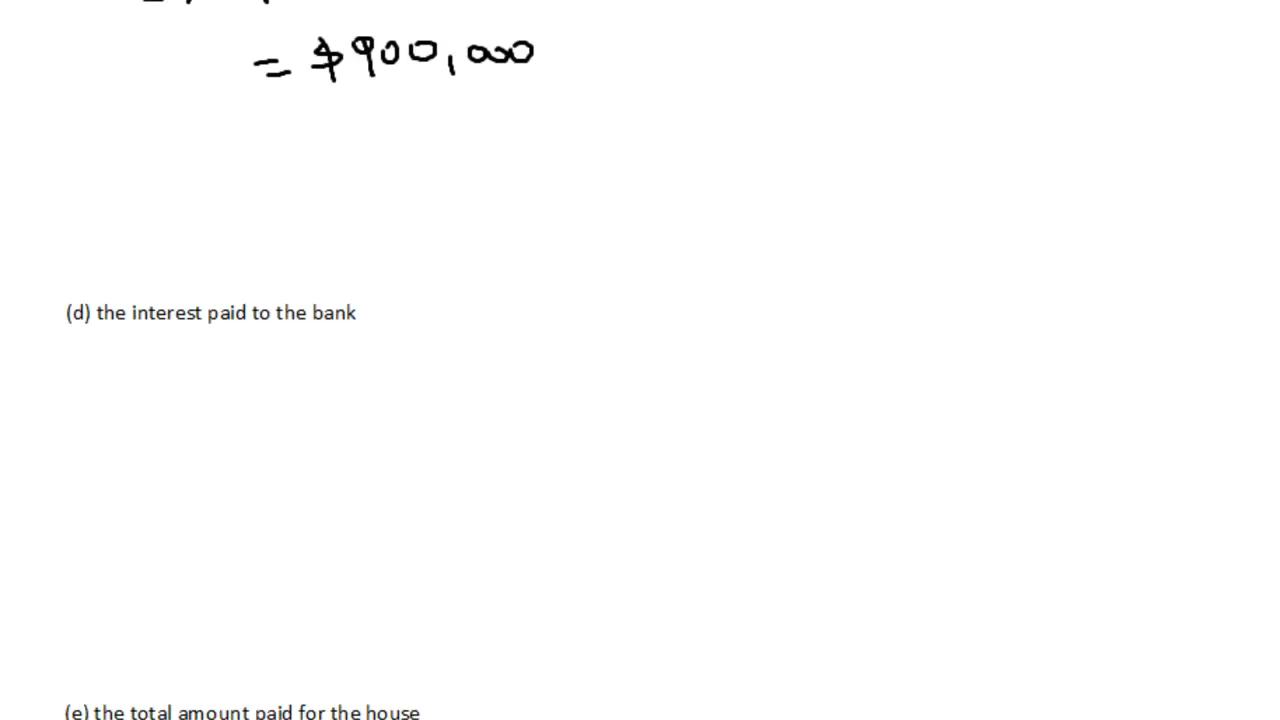 = $900,000
(d) the interest paid to the bank
(e) the total amount paid for the house